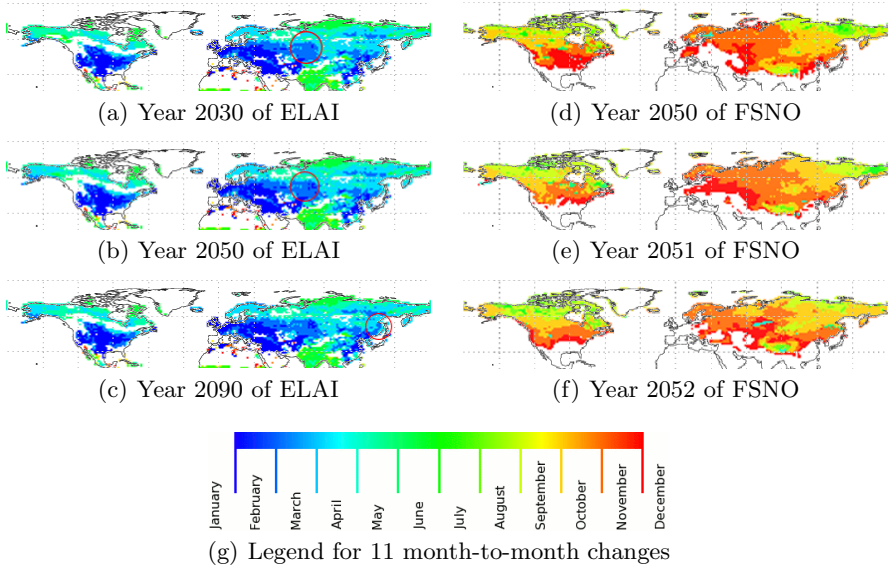 (a) Year 2030 of ELAI
(d) Year 2050 of FSNO
(b) Year 2050 of ELAI
(e) Year 2051 of FSNO
(c) Year 2090 of ELAI
(f) Year 2052 of FSNO
January
February
March
April
May
June
July
August
September
October
November
December
(g) Legend for 11 month-to-month changes